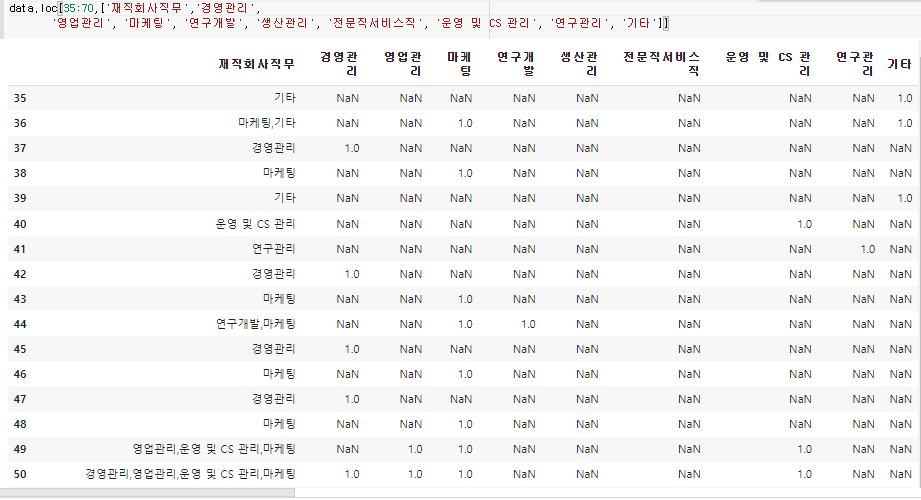 data.loc[35:70,['재직회사직무','경영관리',
'영업관리', '마케팅', '연구개발', '생산관리', '전문직서비스직', '운영 및 CS 관리', '연구관리', '기타']]
재직회사직무 경영관리 영업관리 마케팅 연구개발 생산관리 전문직서비스직 운영 및 CS 관리 연구관리 기타
35 기타 NaN NaN NaN NaN NaN NaN NaN NaN 1.0
36 마케팅,기타 NaN NaN 1.0 NaN NaN NaN NaN NaN 1.0
37 경영관리 1.0 NaN NaN NaN NaN NaN NaN NaN NaN
38 마케팅 NaN NaN 1.0 NaN NaN NaN NaN NaN NaN
39 기타 NaN NaN NaN NaN NaN NaN NaN NaN 1.0
40 운영 및 CS 관리 NaN NaN NaN NaN NaN NaN 1.0 NaN NaN
41 연구관리 NaN NaN NaN NaN NaN NaN NaN 1.0 NaN
42 경영관리 1.0 NaN NaN NaN NaN NaN NaN NaN NaN
43 마케팅 NaN NaN 1.0 NaN NaN NaN NaN NaN NaN
44 연구개발,마케팅 NaN NaN 1.0 1.0 NaN NaN NaN NaN NaN
45 경영관리 1.0 NaN NaN NaN NaN NaN NaN NaN NaN
46 마케팅 NaN NaN 1.0 NaN NaN NaN NaN NaN NaN
47 경영관리 1.0 NaN NaN NaN NaN NaN NaN NaN NaN
48 마케팅 NaN NaN 1.0 NaN NaN NaN NaN NaN NaN
49 영업관리,운영 및 CS 관리,마케팅 NaN 1.0 1.0 NaN NaN NaN 1.0 NaN NaN
50 경영관리,영업관리,운영 및 CS 관리,마케팅 1.0 1.0 1.0 NaN NaN NaN 1.0 NaN NaN